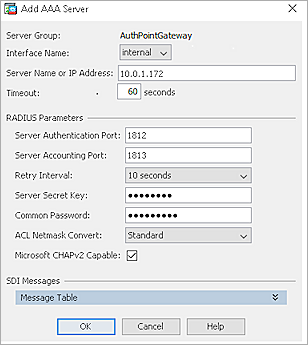 Add AAA Server
Server Group: AuthPointGateway
Interface Name: internal
Server Name or IP Address: 10.0.1.172
Timeout: 60 seconds
RADIUS Parameters
Server Authentication Port: 1812
Server Accounting Port: 1813
Retry Interval: 10 seconds
Server Secret Key: ••••••••
Common Password: •••••••••
ACL Netmask Convert: Standard
Microsoft CHAPv2 Capable:
SDI Messages
Message Table
OK Cancel Help